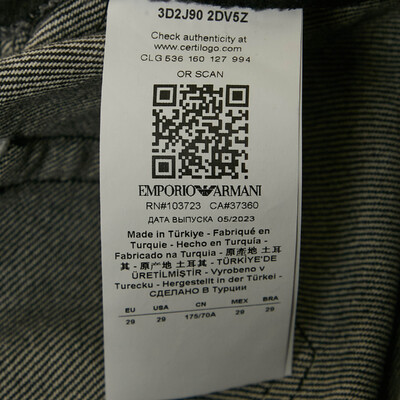 3D2J90 2DV5Z
Check authenticity at
www.certilogo.com
CLG 536 160 127 994
OR SCAN
EMPORIO ARMANI
RN#103723 CA#37360
ДАТА ВЫПУСКА 05/2023
Made in Türkiye - Fabriqué en
Turquie - Hecho en Turquía -
Fabricado na Turquia - 原產地 土耳
其 - 原产地 土耳其 - TÜRKİYE'DE
ÜRETİLMİŞTİR - Vyrobeno v
Turecku - Hergestellt in der Türkei -
СДЕЛАНО В Турции
EU USA CN MEX BRA
29 29 175/70A 29 29